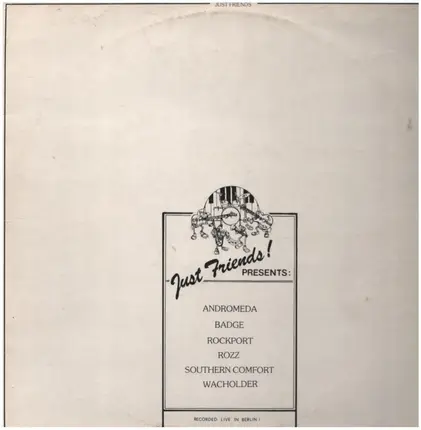 JUST FRIENDS
Just Friends!
PRESENTS:
ANDROMEDA
BADGE
ROCKPORT
ROZZ
SOUTHERN COMFORT
WACHOLDER
RECORDED LIVE IN BERLIN!